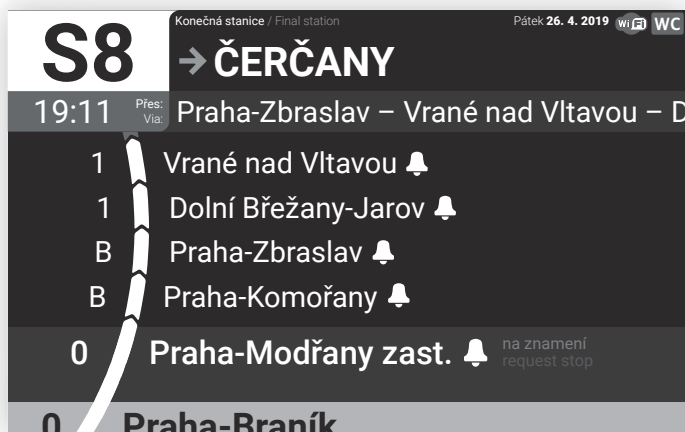 S8
Konečná stanice / Final station
Pátek 26. 4. 2019 WiFi WC
→ ČERČANY
19:11 Přes: Via: Praha-Zbraslav – Vrané nad Vltavou – D
1 Vrané nad Vltavou
1 Dolní Břežany-Jarov
B Praha-Zbraslav
B Praha-Komořany
0 Praha-Modřany zast. na znamení
request stop
0 Praha-Braník